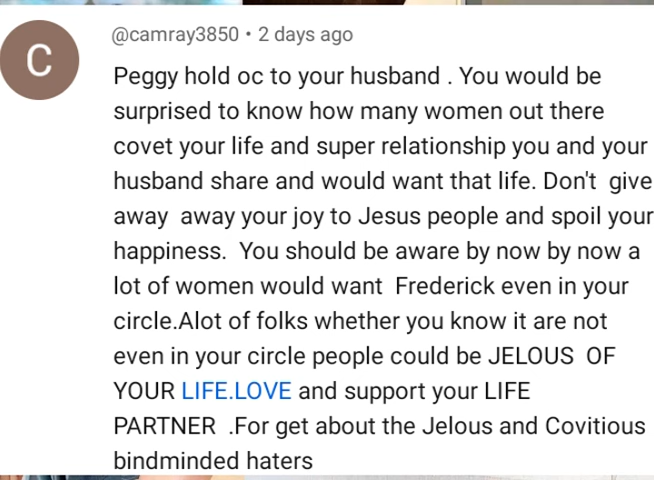 C
@camray3850 • 2 days ago
Peggy hold oc to your husband . You would be
surprised to know how many women out there
covet your life and super relationship you and your
husband share and would want that life. Don't  give
away  away your joy to Jesus people and spoil your
happiness.  You should be aware by now by now a
lot of women would want  Frederick even in your
circle.Alot of folks whether you know it are not
even in your circle people could be JELOUS  OF
YOUR LIFE.LOVE and support your LIFE
PARTNER  .For get about the Jelous and Covitious
bindminded haters